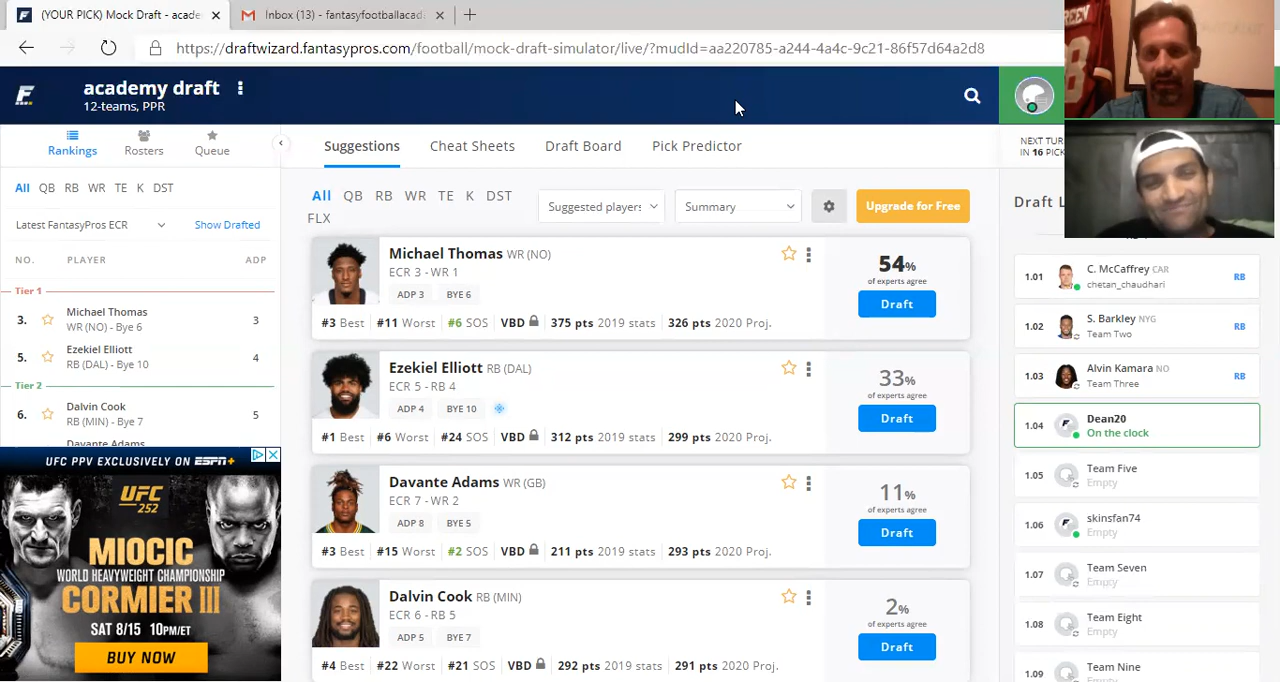 (YOUR PICK) Mock Draft - acade
Inbox (13) - fantasyfootballacad
https://draftwizard.fantasypros.com/football/mock-draft-simulator/live/?mudId=aa220785-a244-4a4c-9c21-86f57d64a2d8
academy draft
12-teams, PPR
Rankings
Rosters
Queue
All QB RB WR TE K DST
Latest FantasyPros ECR
Show Drafted
NO. PLAYER ADP
Tier 1
3. Michael Thomas 3
WR (NO) - Bye 6
5. Ezekiel Elliott 4
RB (DAL) - Bye 10
Tier 2
6. Dalvin Cook 5
RB (MIN) - Bye 7
Davante Adams
UFC PPV EXCLUSIVELY ON ESPN+
UFC
252
MIOCIC
WORLD HEAVYWEIGHT CHAMPIONSHIP
CORMIER III
SAT 8/15 10PM/ET
BUY NOW
Suggestions
Cheat Sheets
Draft Board
Pick Predictor
All QB RB WR TE K DST
FLX
Suggested players
Summary
Upgrade for Free
Michael Thomas WR (NO)
ECR 3 - WR 1
ADP 3 BYE 6
54%
of experts agree
Draft
#3 Best #11 Worst #6 SOS VBD 375 pts 2019 stats 326 pts 2020 Proj.
Ezekiel Elliott RB (DAL)
ECR 5 - RB 4
ADP 4 BYE 10
33%
of experts agree
Draft
#1 Best #6 Worst #24 SOS VBD 312 pts 2019 stats 299 pts 2020 Proj.
Davante Adams WR (GB)
ECR 7 - WR 2
ADP 8 BYE 5
11%
of experts agree
Draft
#3 Best #15 Worst #2 SOS VBD 211 pts 2019 stats 293 pts 2020 Proj.
Dalvin Cook RB (MIN)
ECR 6 - RB 5
ADP 5 BYE 7
2%
of experts agree
Draft
#4 Best #22 Worst #21 SOS VBD 292 pts 2019 stats 291 pts 2020 Proj.
NEXT TUR
IN 16 PICK
Draft L
1.01 C. McCaffrey CAR RB
chetan_chaudhari
1.02 S. Barkley NYG RB
Team Two
1.03 Alvin Kamara NO RB
Team Three
1.04 Dean20
On the clock
1.05 Team Five
Empty
1.06 skinsfan74
Empty
1.07 Team Seven
Empty
1.08 Team Eight
Empty
1.09 Team Nine